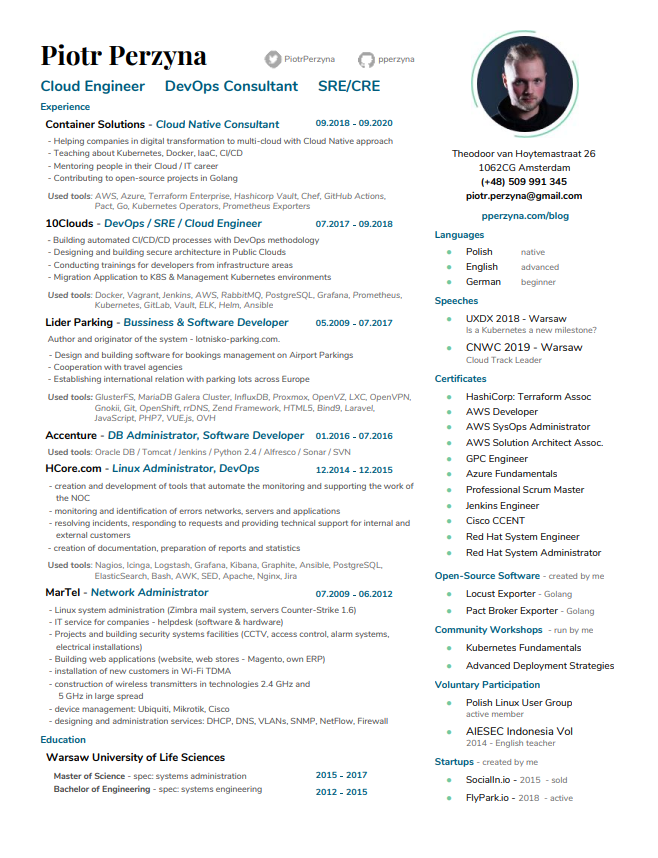 Piotr Perzyna
PiotrPerzyna
pperzyna
Cloud Engineer DevOps Consultant SRE/CRE
Experience
Container Solutions - Cloud Native Consultant 09.2018 - 09.2020
- Helping companies in digital transformation to multi-cloud with Cloud Native approach
- Teaching about Kubernetes, Docker, IaaC, CI/CD
- Mentoring people in their Cloud / IT career
- Contributing to open-source projects in Golang
Used tools: AWS, Azure, Terraform Enterprise, Hashicorp Vault, Chef, GitHub Actions,
Pact, Go, Kubernetes Operators, Prometheus Exporters
10Clouds - DevOps / SRE / Cloud Engineer 07.2017 - 09.2018
- Building automated CI/CD/CD processes with DevOps methodology
- Designing and building secure architecture in Public Clouds
- Conducting trainings for developers from infrastructure areas
- Migration Application to K8S & Management Kubernetes environments
Used tools: Docker, Vagrant, Jenkins, AWS, RabbitMQ, PostgreSQL, Grafana, Prometheus,
Kubernetes, GitLab, Vault, ELK, Helm, Ansible
Lider Parking - Bussiness & Software Developer 05.2009 - 07.2017
Author and originator of the system - lotnisko-parking.com.
- Design and building software for bookings management on Airport Parkings
- Cooperation with travel agencies
- Establishing international relation with parking lots across Europe
Used tools: GlusterFS, MariaDB Galera Cluster, InfluxDB, Proxmox, OpenVZ, LXC, OpenVPN,
Gnokii, Git, OpenShift, rrDNS, Zend Framework, HTML5, Bind9, Laravel,
JavaScript, PHP7, VUE.js, OVH
Accenture - DB Administrator, Software Developer 01.2016 - 07.2016
Used tools: Oracle DB / Tomcat / Jenkins / Python 2.4 / Alfresco / Sonar / SVN
HCore.com - Linux Administrator, DevOps 12.2014 - 12.2015
- creation and development of tools that automate the monitoring and supporting the work of
the NOC
- monitoring and identification of errors networks, servers and applications
- resolving incidents, responding to requests and providing technical support for internal and
external customers
- creation of documentation, preparation of reports and statistics
Used tools: Nagios, Icinga, Logstash, Grafana, Kibana, Graphite, Ansible, PostgreSQL,
ElasticSearch, Bash, AWK, SED, Apache, Nginx, Jira
MarTel - Network Administrator 07.2009 - 06.2012
- Linux system administration (Zimbra mail system, servers Counter-Strike 1.6)
- IT service for companies - helpdesk (software & hardware)
- Projects and building security systems facilities (CCTV, access control, alarm systems,
electrical installations)
- Building web applications (website, web stores - Magento, own ERP)
- installation of new customers in Wi-Fi TDMA
- construction of wireless transmitters in technologies 2.4 GHz and
5 GHz in large spread
- device management: Ubiquiti, Mikrotik, Cisco
- designing and administration services: DHCP, DNS, VLANs, SNMP, NetFlow, Firewall
Education
Warsaw University of Life Sciences
Master of Science - spec: systems administration 2015 - 2017
Bachelor of Engineering - spec: systems engineering 2012 - 2015
Theodoor van Hoytemastraat 26
1062CG Amsterdam
(+48) 509 991 345
piotr.perzyna@gmail.com
pperzyna.com/blog
Languages
Polish native
English advanced
German beginner
Speeches
UXDX 2018 - Warsaw
Is a Kubernetes a new milestone?
CNWC 2019 - Warsaw
Cloud Track Leader
Certificates
HashiCorp: Terraform Assoc
AWS Developer
AWS SysOps Administrator
AWS Solution Architect Assoc.
GPC Engineer
Azure Fundamentals
Professional Scrum Master
Jenkins Engineer
Cisco CCENT
Red Hat System Engineer
Red Hat System Administrator
Open-Source Software - created by me
Locust Exporter - Golang
Pact Broker Exporter - Golang
Community Workshops - run by me
Kubernetes Fundamentals
Advanced Deployment Strategies
Voluntary Participation
Polish Linux User Group
active member
AIESEC Indonesia Vol
2014 - English teacher
Startups - created by me
SocialIn.io - 2015 - sold
FlyPark.io - 2018 - active